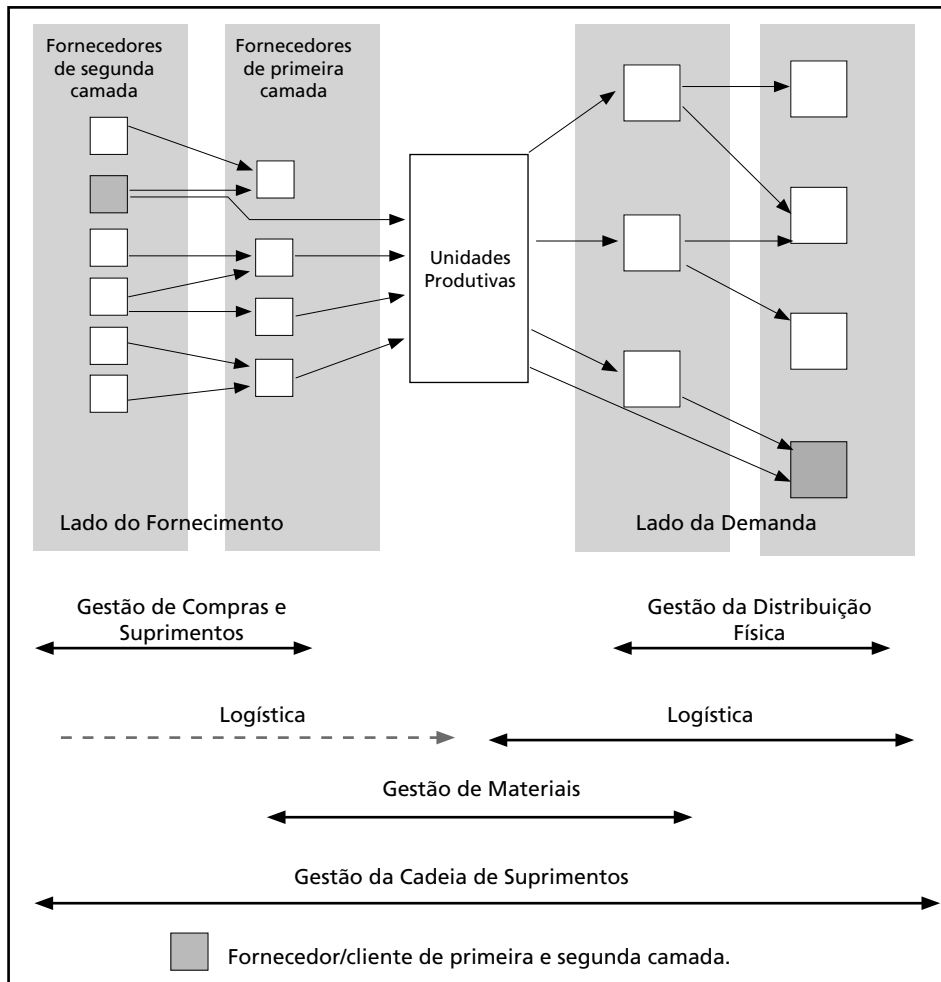 Fornecedores
de segunda
camada
Fornecedores
de primeira
camada
Unidades
Produtivas
Lado do Fornecimento
Lado da Demanda
Gestão de Compras e
Suprimentos
Gestão da Distribuição
Física
Logística
Logística
Gestão de Materiais
Gestão da Cadeia de Suprimentos
Fornecedor/cliente de primeira e segunda camada.